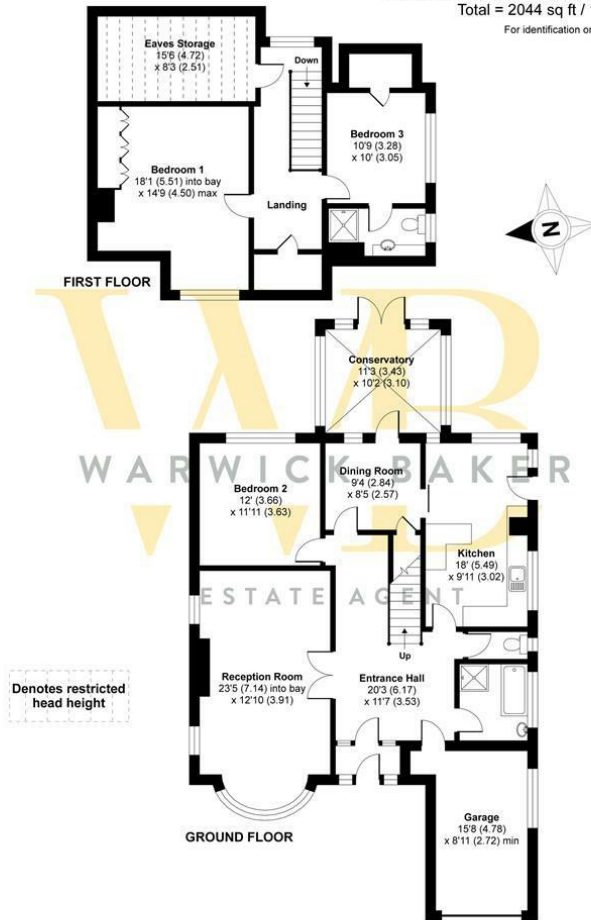 Total = 2044 sq ft /
For identification o
Eaves Storage
15'6 (4.72)
x 8'3 (2.51)
Down
Bedroom 3
10'9 (3.28)
x 10' (3.05)
Bedroom 1
18'1 (5.51) into bay
x 14'9 (4.50) max
Landing
N
FIRST FLOOR
WB
Conservatory
11'3 (3.43)
x 10'2 (3.10)
WARWICK BAKER
Dining Room
9'4 (2.84)
x 8'5 (2.57)
Bedroom 2
12' (3.66)
x 11'11 (3.63)
Kitchen
18' (5.49)
x 9'11 (3.02)
ESTATE AGENT
Up
Reception Room
23'5 (7.14) into bay
x 12'10 (3.91)
Entrance Hall
20'3 (6.17)
x 11'7 (3.53)
Denotes restricted
head height
Garage
15'8 (4.78)
x 8'11 (2.72) min
GROUND FLOOR